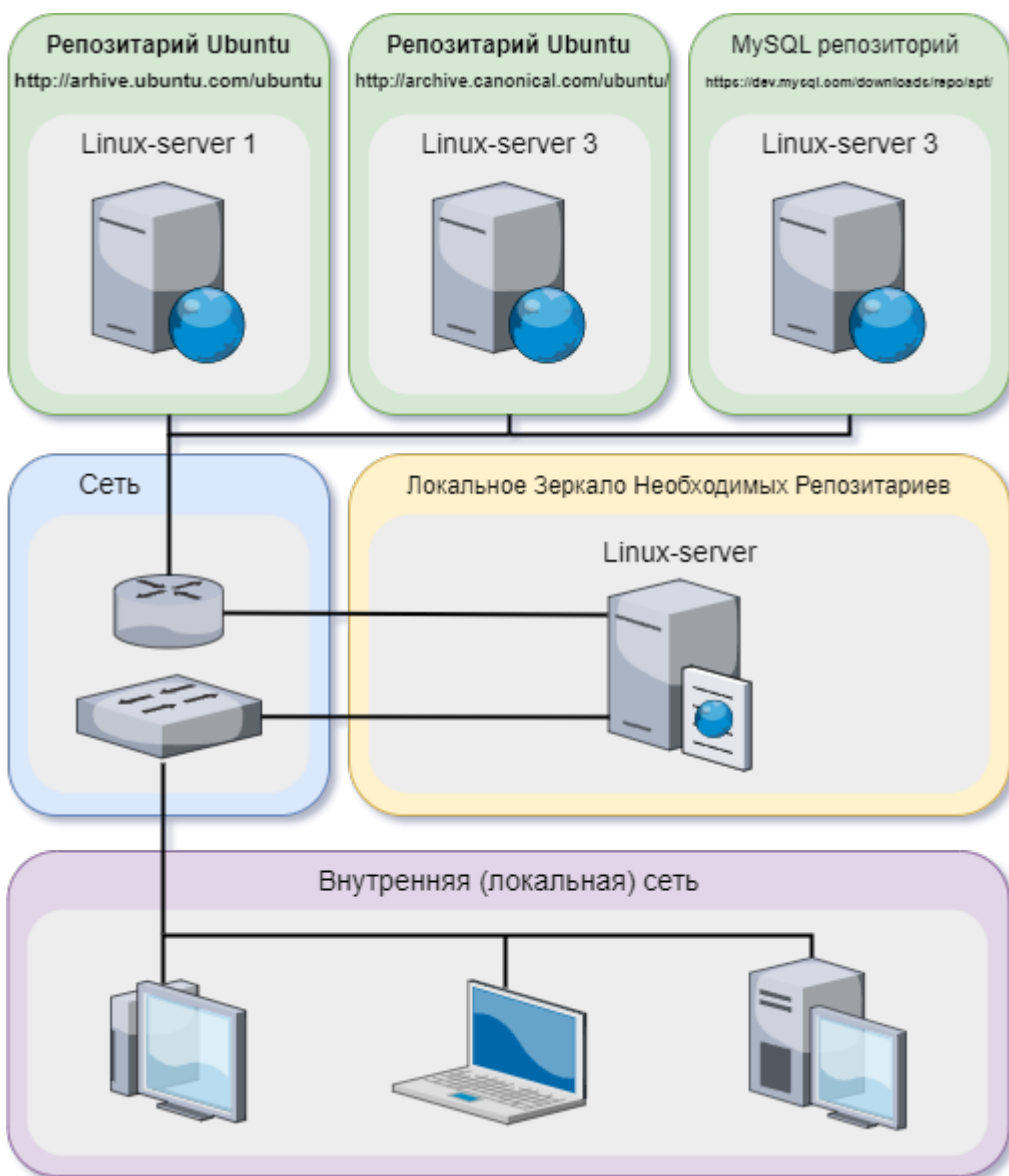 Репозитарий Ubuntu
http://arhive.ubuntu.com/ubuntu
Linux-server 1
Репозитарий Ubuntu
http://archive.canonical.com/ubuntu/
Linux-server 3
MySQL репозиторий
https://dev.mysql.com/downloads/repo/apt/
Linux-server 3
Сеть
Локальное Зеркало Необходимых Репозитариев
Linux-server
Внутренняя (локальная) сеть